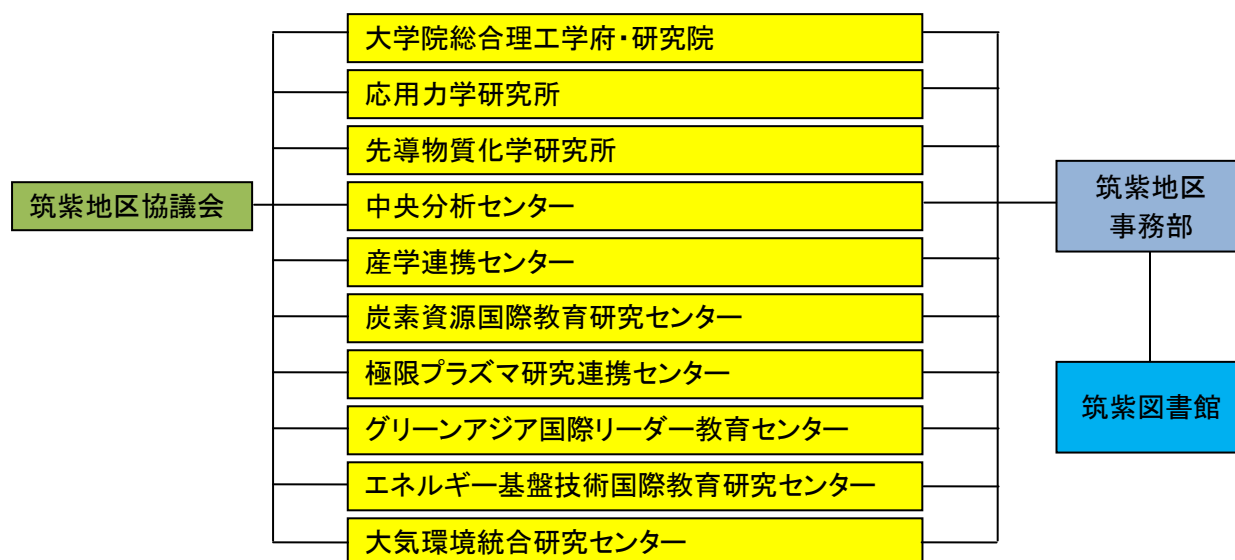 筑紫地区協議会
大学院総合理工学府・研究院
応用力学研究所
先導物質化学研究所
中央分析センター
産学連携センター
炭素資源国際教育研究センター
極限プラズマ研究連携センター
グリーンアジア国際リーダー教育センター
エネルギー基盤技術国際教育研究センター
大気環境統合研究センター
筑紫地区
事務部
筑紫図書館